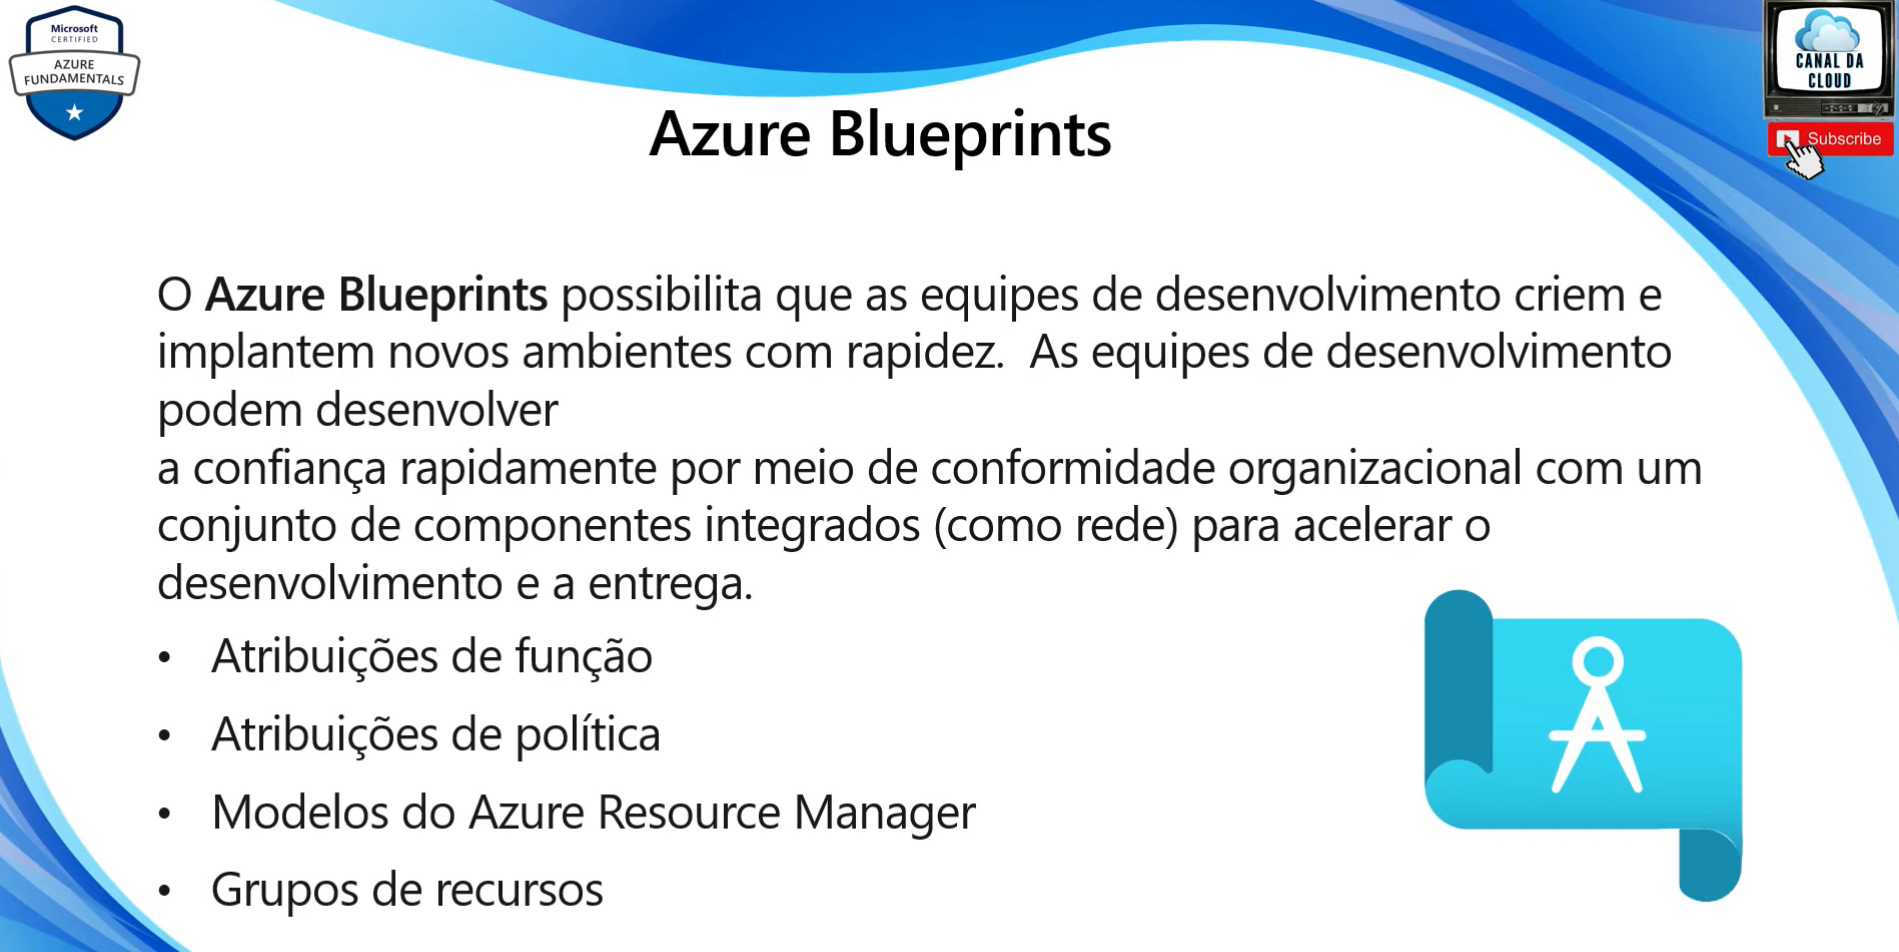 Microsoft
CERTIFIED
AZURE
FUNDAMENTALS
CANAL DA
CLOUD
Subscribe
Azure Blueprints
O Azure Blueprints possibilita que as equipes de desenvolvimento criem e
implantem novos ambientes com rapidez.  As equipes de desenvolvimento
podem desenvolver
a confiança rapidamente por meio de conformidade organizacional com um
conjunto de componentes integrados (como rede) para acelerar o
desenvolvimento e a entrega.
• Atribuições de função
• Atribuições de política
• Modelos do Azure Resource Manager
• Grupos de recursos